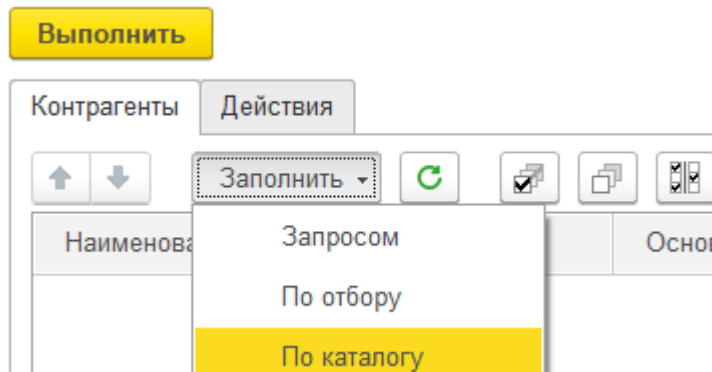 Выполнить
Контрагенты Действия
Заполнить
Запросом
По отбору
По каталогу